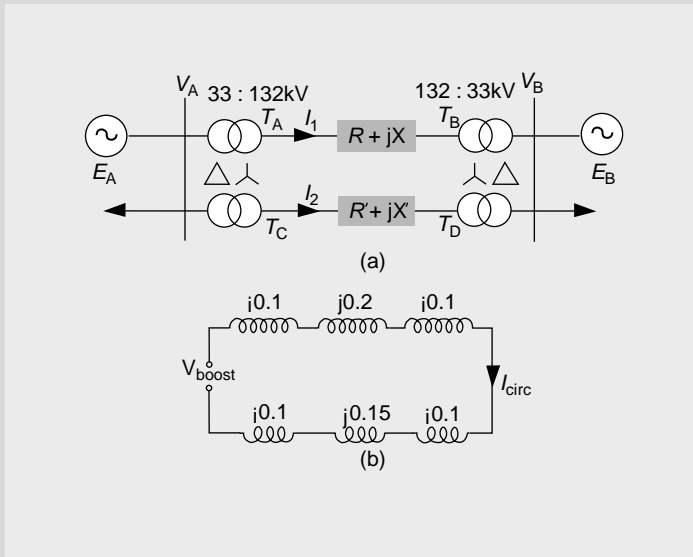 V_A
33 : 132kV
132 : 33kV
V_B
T_A
I_1
R + jX
T_B
E_A
E_B
I_2
R′ + jX′
T_C
T_D
(a)
j0.1
j0.2
j0.1
V_boost
I_circ
j0.1
j0.15
j0.1
(b)